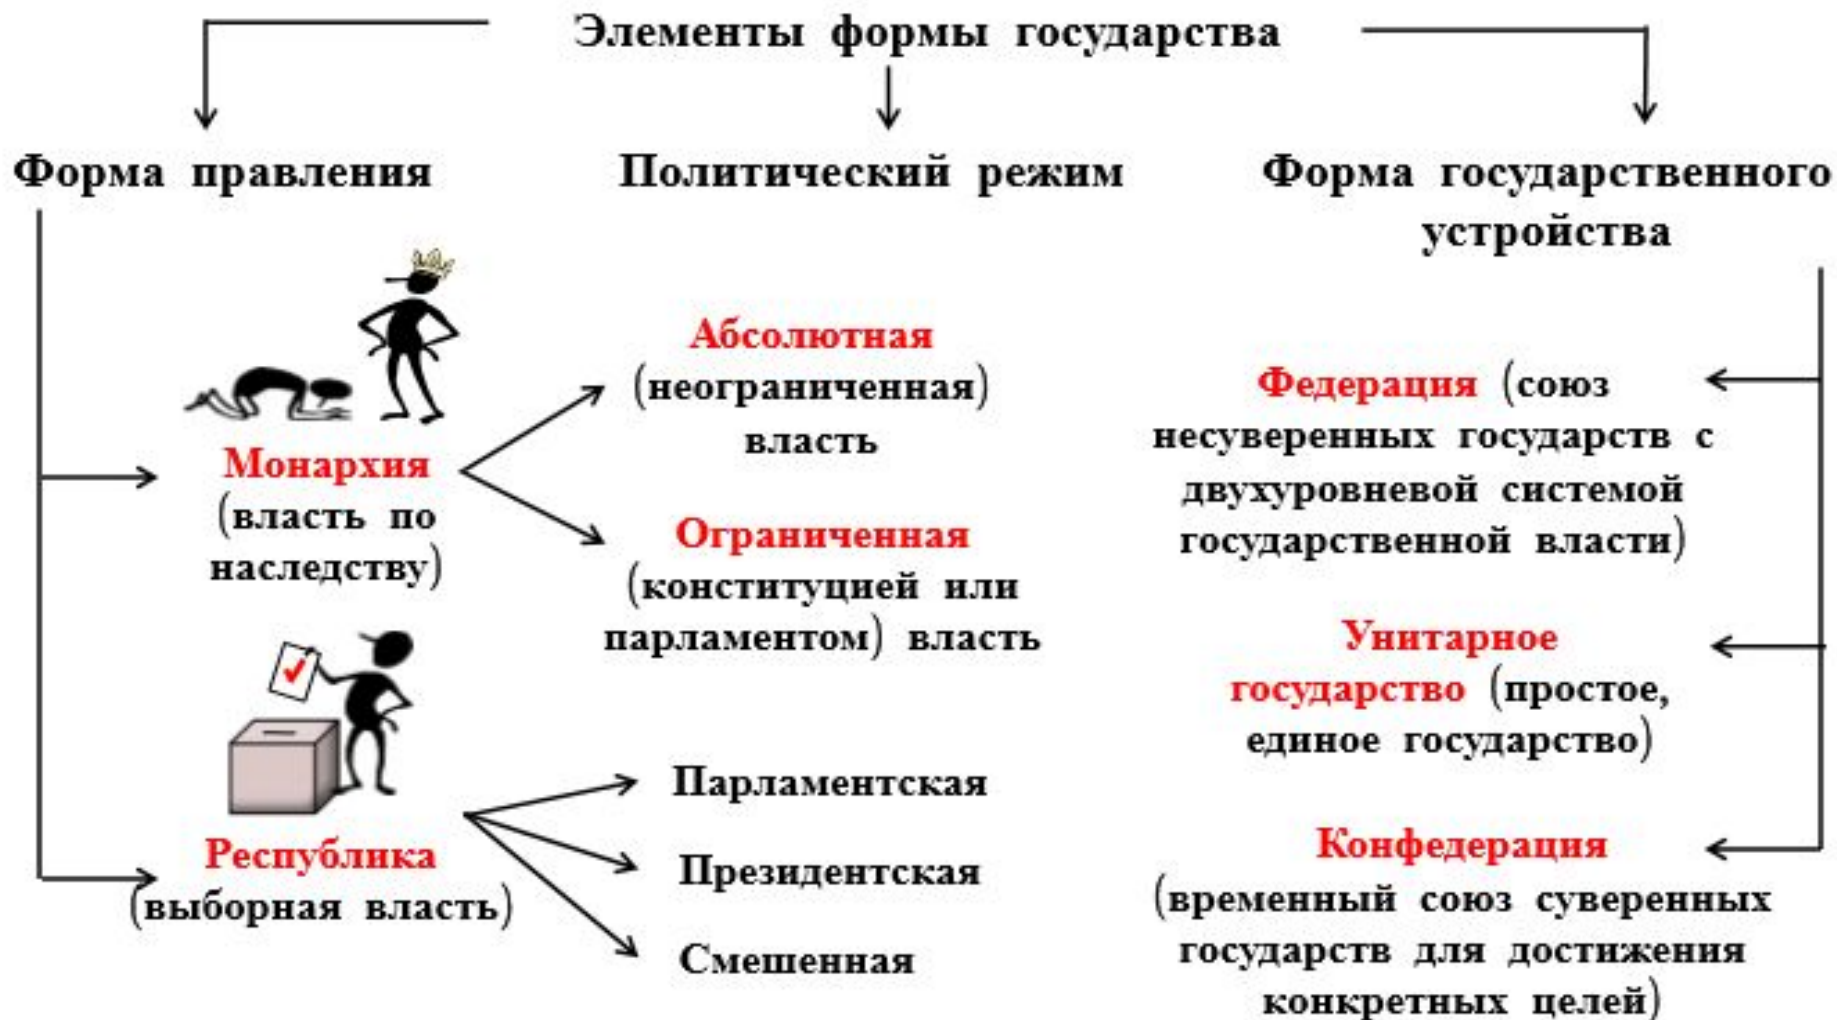 Элементы формы государства
Форма правления
Политический режим
Форма государственного
устройства
Монархия
(власть по
наследству)
Абсолютная
(неограниченная)
власть
Ограниченная
(конституцией или
парламентом) власть
Республика
(выборная власть)
Парламентская
Президентская
Смешенная
Федерация (союз
несуверенных государств с
двухуровневой системой
государственной власти)
Унитарное
государство (простое,
единое государство)
Конфедерация
(временный союз суверенных
государств для достижения
конкретных целей)